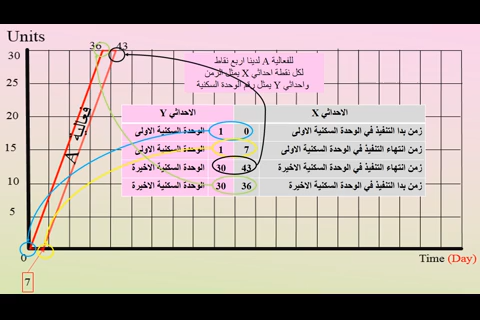 Units
36 43
للفعالية A لدينا اربع نقاط
لكل نقطة احداثي X يمثل الزمن
واحداثي Y يمثل رقم الوحدة السكنية
30
25
20
15
10
5
0
فعالية A
الاحداثي X الاحداثي Y
زمن بدا التنفيذ في الوحدة السكنية الاولى 0 1 الوحدة السكنية الاولى
زمن انتهاء التنفيذ في الوحدة السكنية الاولى 7 1 الوحدة السكنية الاولى
زمن انتهاء التنفيذ في الوحدة السكنية الاخيرة 43 30 الوحدة السكنية الاخيرة
زمن بدا التنفيذ في الوحدة السكنية الاخيرة 36 30 الوحدة السكنية الاخيرة
Time (Day)
7